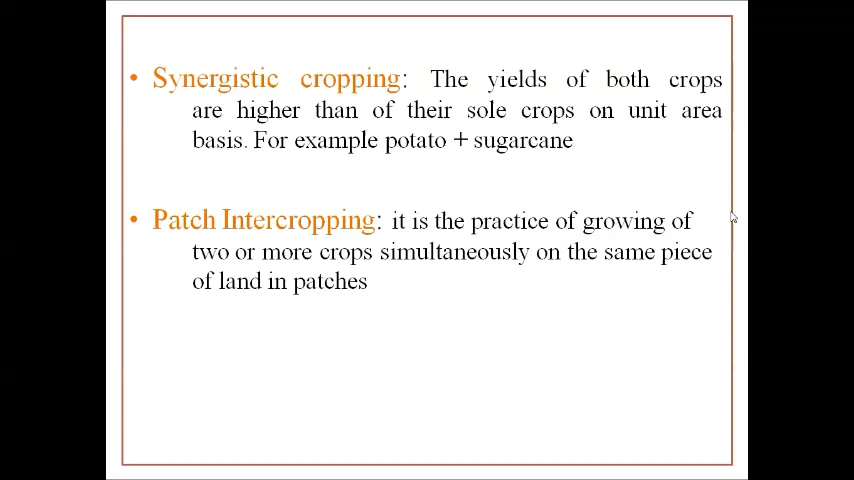 • Synergistic cropping: The yields of both crops
are higher than of their sole crops on unit area
basis. For example potato + sugarcane
• Patch Intercropping: it is the practice of growing of
two or more crops simultaneously on the same piece
of land in patches